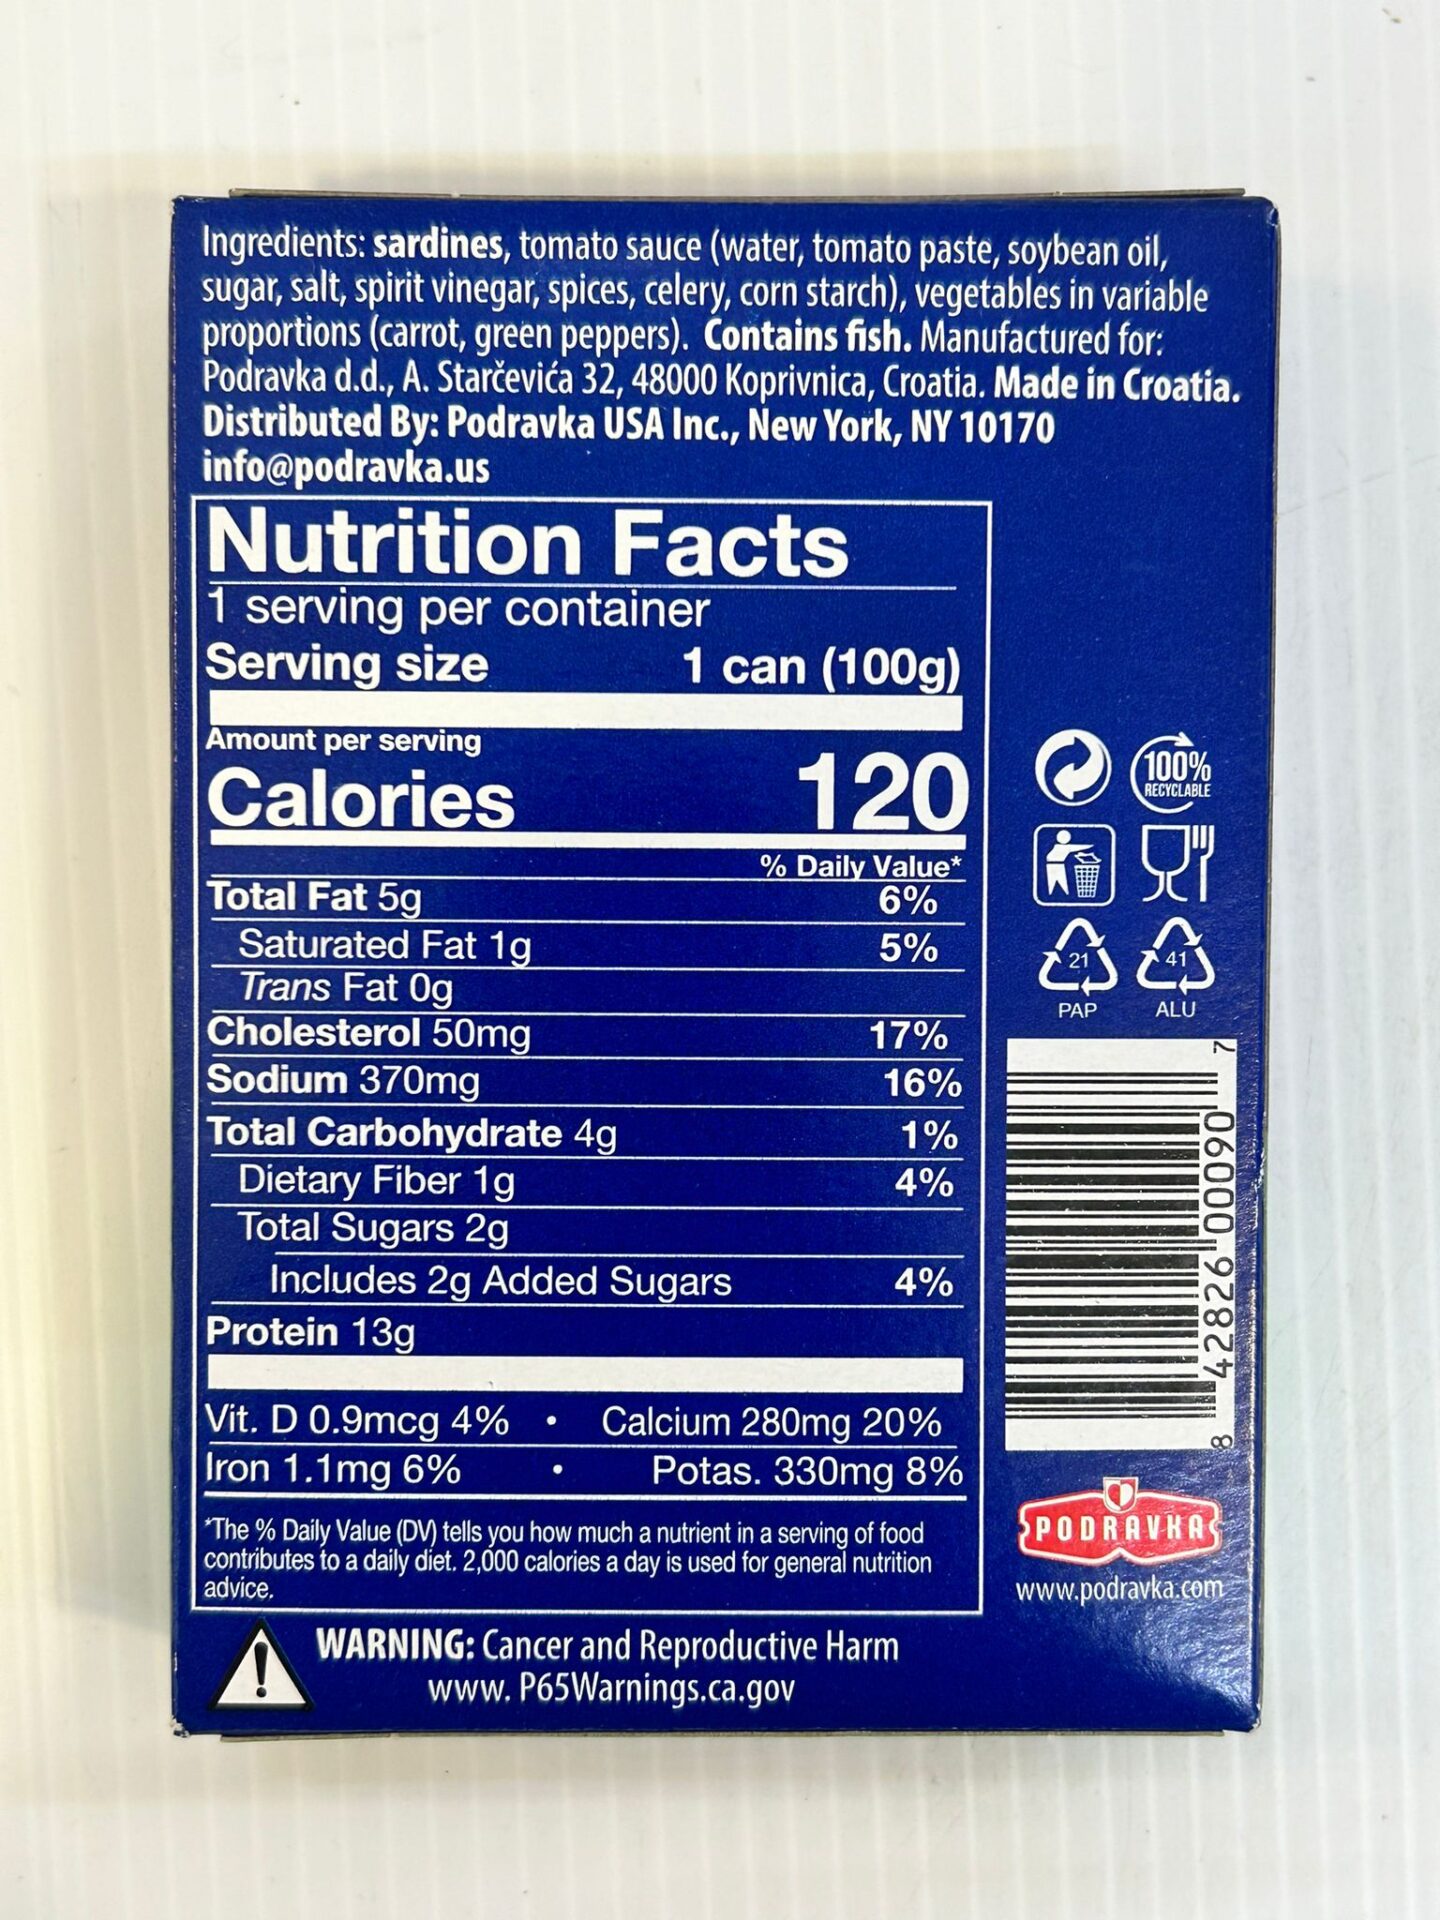 Ingredients: sardines, tomato sauce (water, tomato paste, soybean oil,
sugar, salt, spirit vinegar, spices, celery, corn starch), vegetables in variable
proportions (carrot, green peppers). Contains fish. Manufactured for:
Podravka d.d., A. Starčevića 32, 48000 Koprivnica, Croatia. Made in Croatia.
Distributed By: Podravka USA Inc., New York, NY 10170
info@podravka.us
Nutrition Facts
1 serving per container
Serving size 1 can (100g)
Amount per serving
Calories 120
% Daily Value*
Total Fat 5g 6%
Saturated Fat 1g 5%
Trans Fat 0g
Cholesterol 50mg 17%
Sodium 370mg 16%
Total Carbohydrate 4g 1%
Dietary Fiber 1g 4%
Total Sugars 2g
Includes 2g Added Sugars 4%
Protein 13g
Vit. D 0.9mcg 4% • Calcium 280mg 20%
Iron 1.1mg 6% • Potas. 330mg 8%
*The % Daily Value (DV) tells you how much a nutrient in a serving of food
contributes to a daily diet. 2,000 calories a day is used for general nutrition
advice.
WARNING: Cancer and Reproductive Harm
www. P65Warnings.ca.gov
100%
RECYCLABLE
21 41
PAP ALU
8 42826 00090 7
PODRAVKA
www.podravka.com